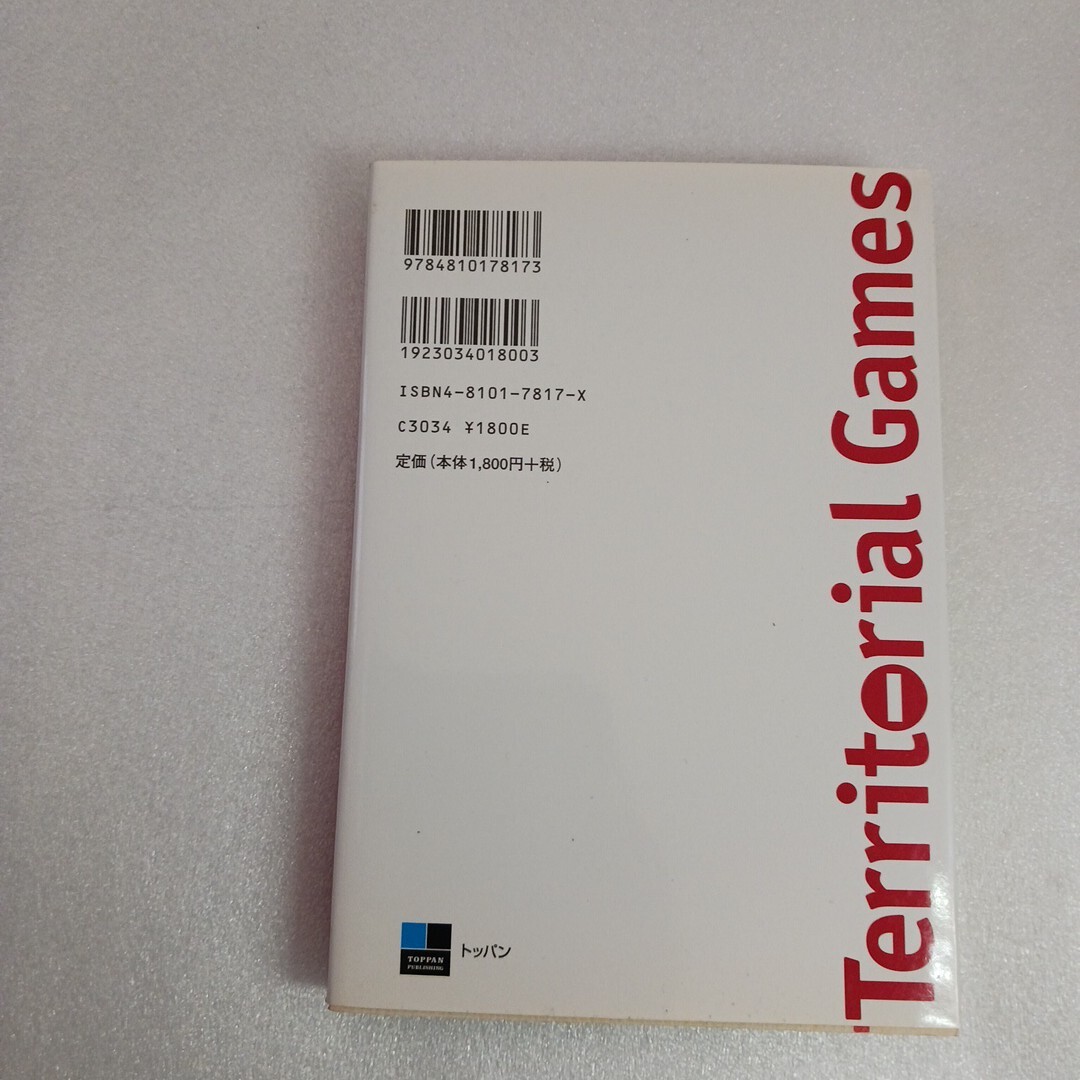 9784810178173
1923034018003
ISBN4-8101-7817-X
C3034 ¥1800E
定価(本体1,800円+税)
Territorial Games
TOPPAN
PUBLISHING
トッパン